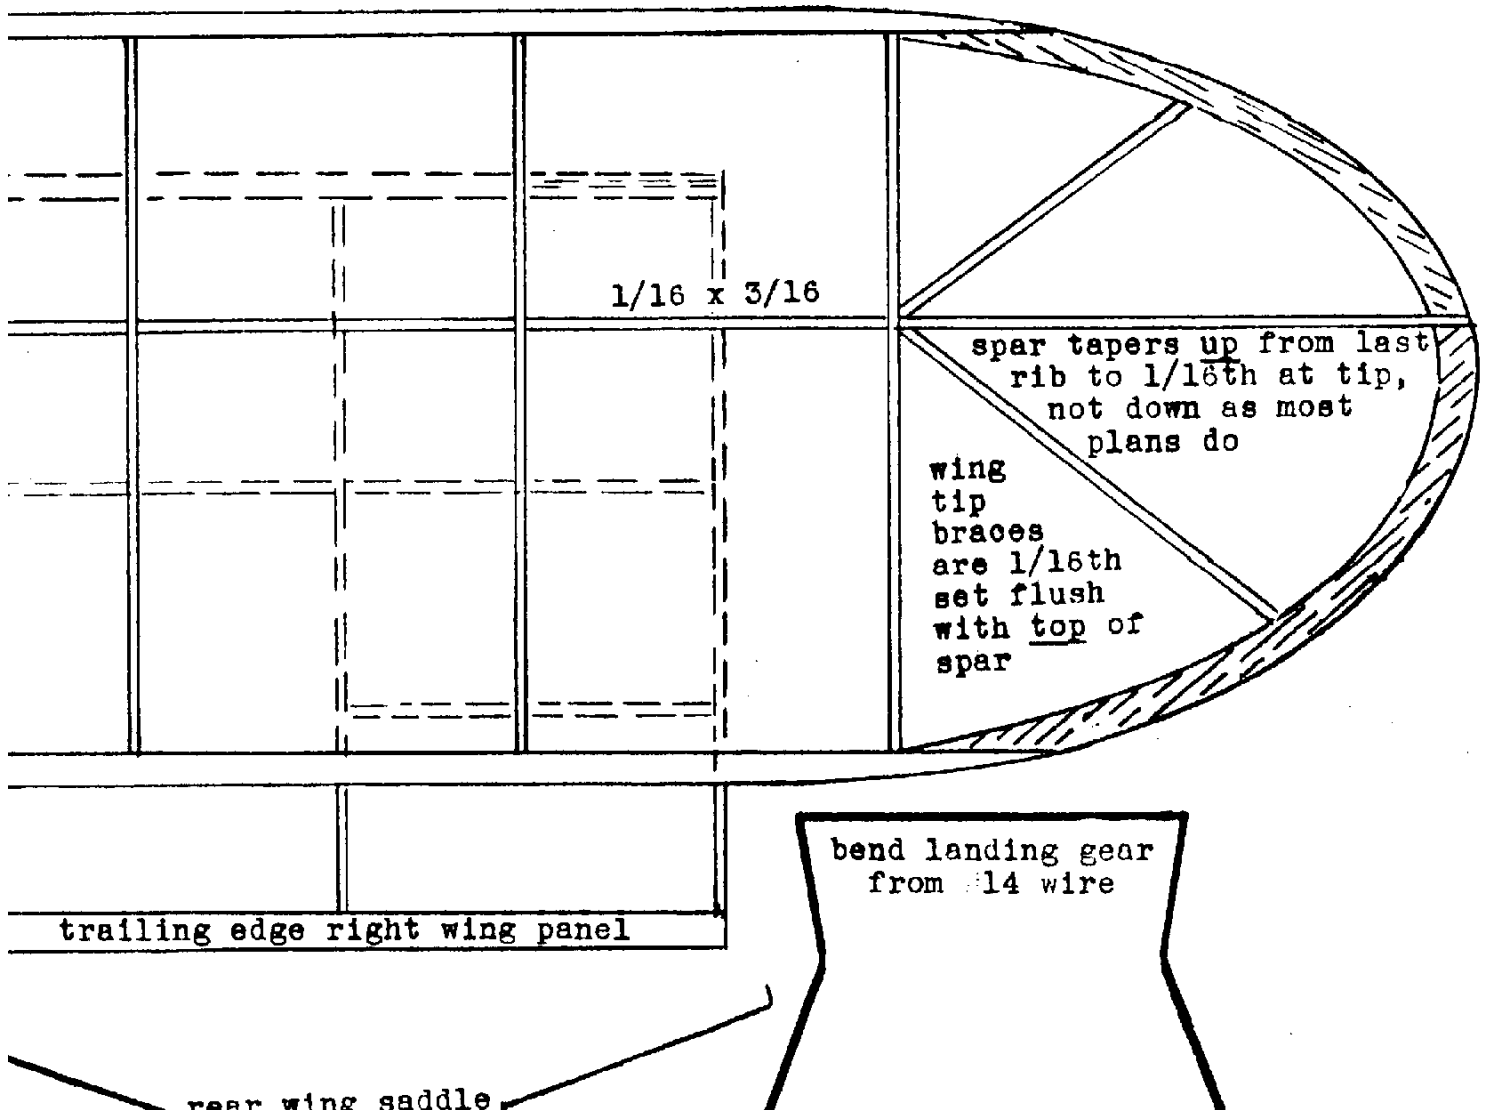 1/16 x 3/16
spar tapers up from last
rib to 1/16th at tip,
not down as most
plans do
wing
tip
braces
are 1/16th
set flush
with top of
spar
bend landing gear
from 14 wire
trailing edge right wing panel
rear wing saddle